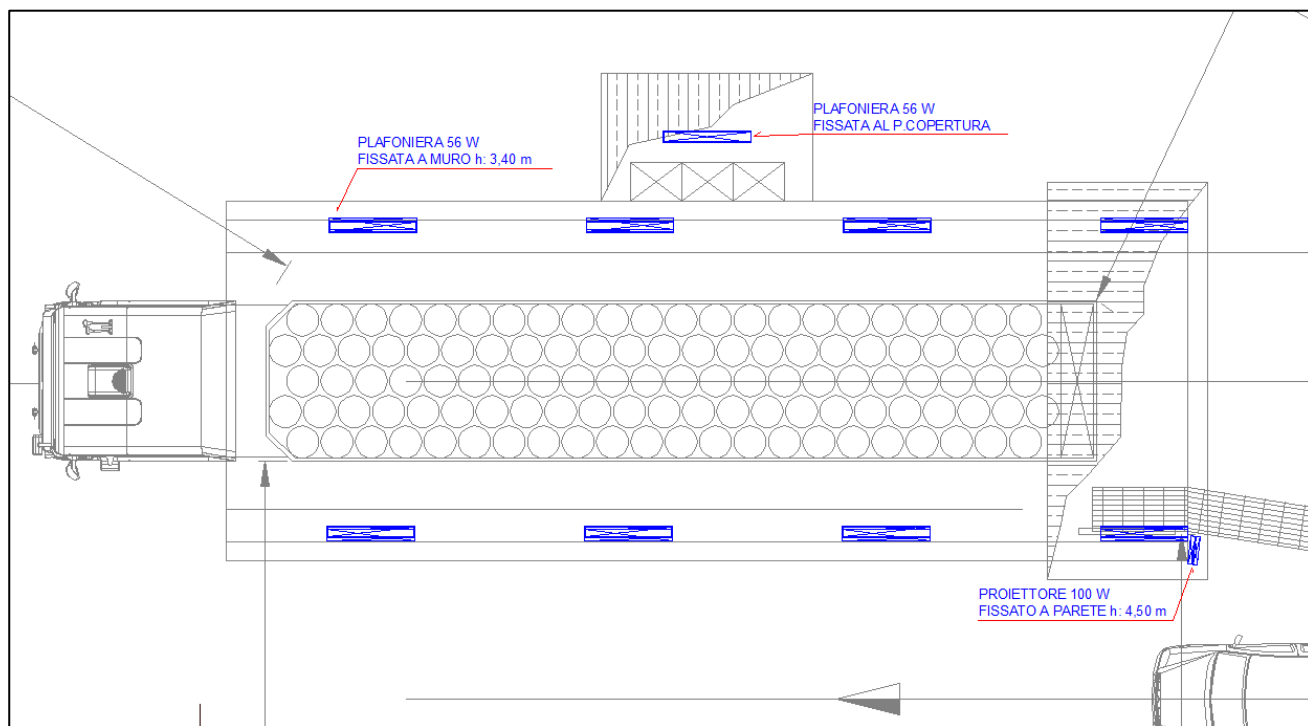 PLAFONIERA 56 W
FISSATA AL P.COPERTURA
PLAFONIERA 56 W
FISSATA A MURO h: 3,40 m
PROIETTORE 100 W
FISSATO A PARETE h: 4,50 m